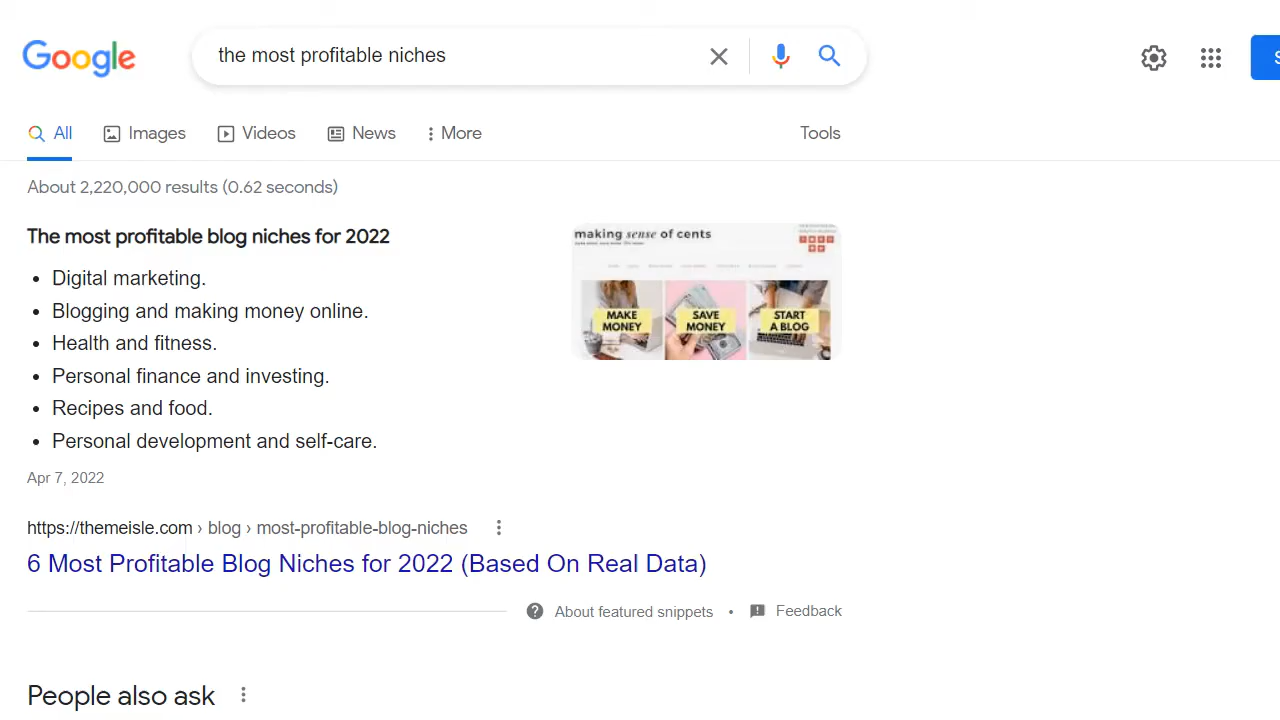 Google
the most profitable niches
S
All
Images
Videos
News
More
Tools
About 2,220,000 results (0.62 seconds)
The most profitable blog niches for 2022
making sense of cents
MAKE MONEY
SAVE MONEY
START A BLOG
• Digital marketing.
• Blogging and making money online.
• Health and fitness.
• Personal finance and investing.
• Recipes and food.
• Personal development and self-care.
Apr 7, 2022
https://themeisle.com › blog › most-profitable-blog-niches
6 Most Profitable Blog Niches for 2022 (Based On Real Data)
About featured snippets • Feedback
People also ask